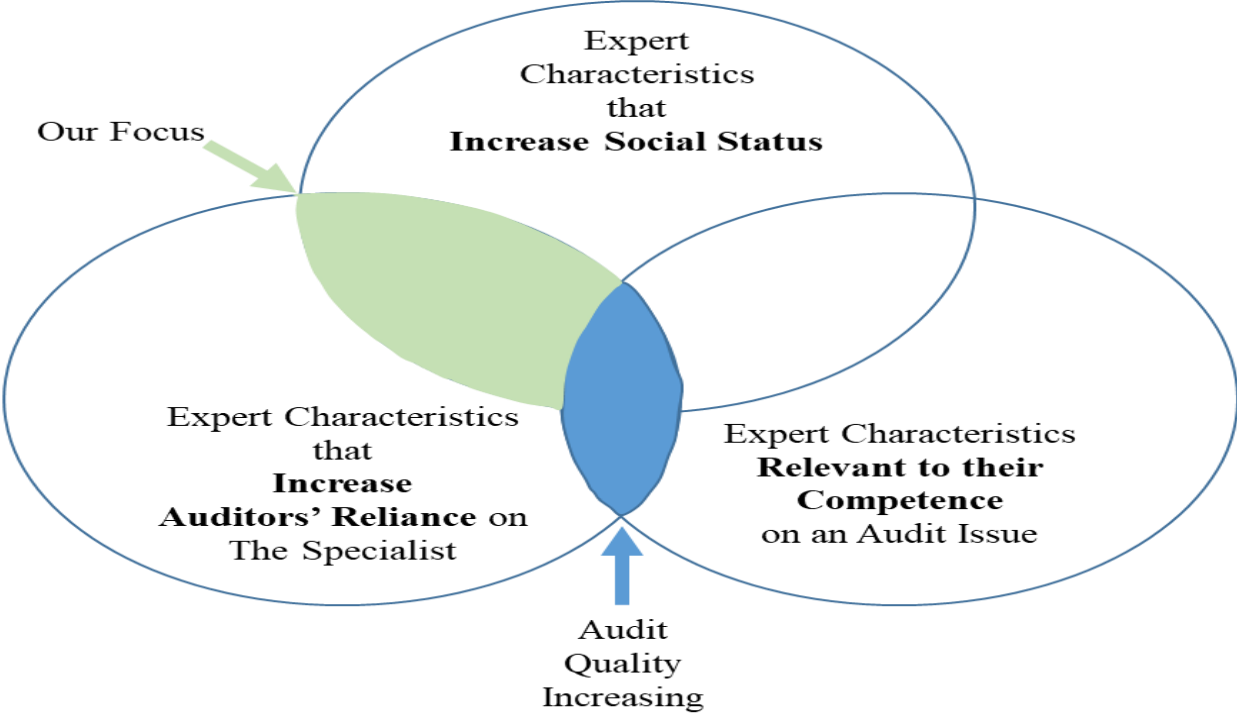 Expert
Characteristics
that
Increase Social Status
Our Focus
Expert Characteristics
that
Increase
Auditors' Reliance on
The Specialist
Expert Characteristics
Relevant to their
Competence
on an Audit Issue
Audit
Quality
Increasing